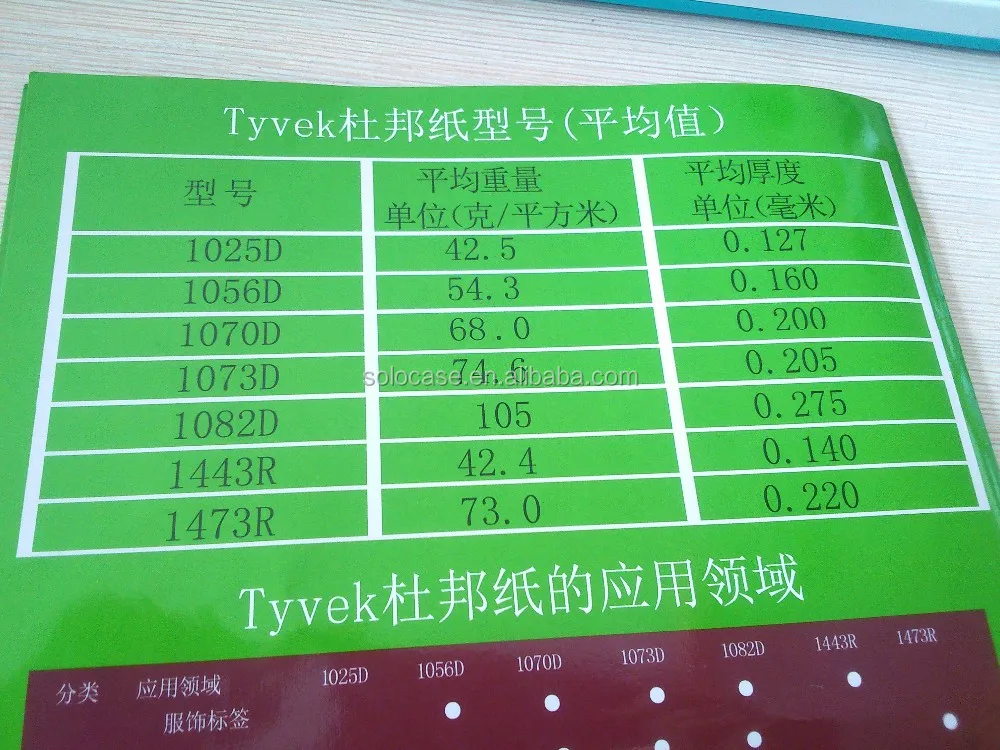 Tyvek杜邦纸型号(平均值)
型号 平均重量 单位(克/平方米) 平均厚度 单位(毫米)
1025D 42.5 0.127
1056D 54.3 0.160
1070D 68.0 0.200
1073D 74.6 0.205
solocase.en.alibaba.com
1082D 105 0.275
1443R 42.4 0.140
1473R 73.0 0.220
Tyvek杜邦纸的应用领域
分类 应用领域 1025D 1056D 1070D 1073D 1082D 1443R 1473R
服饰标签